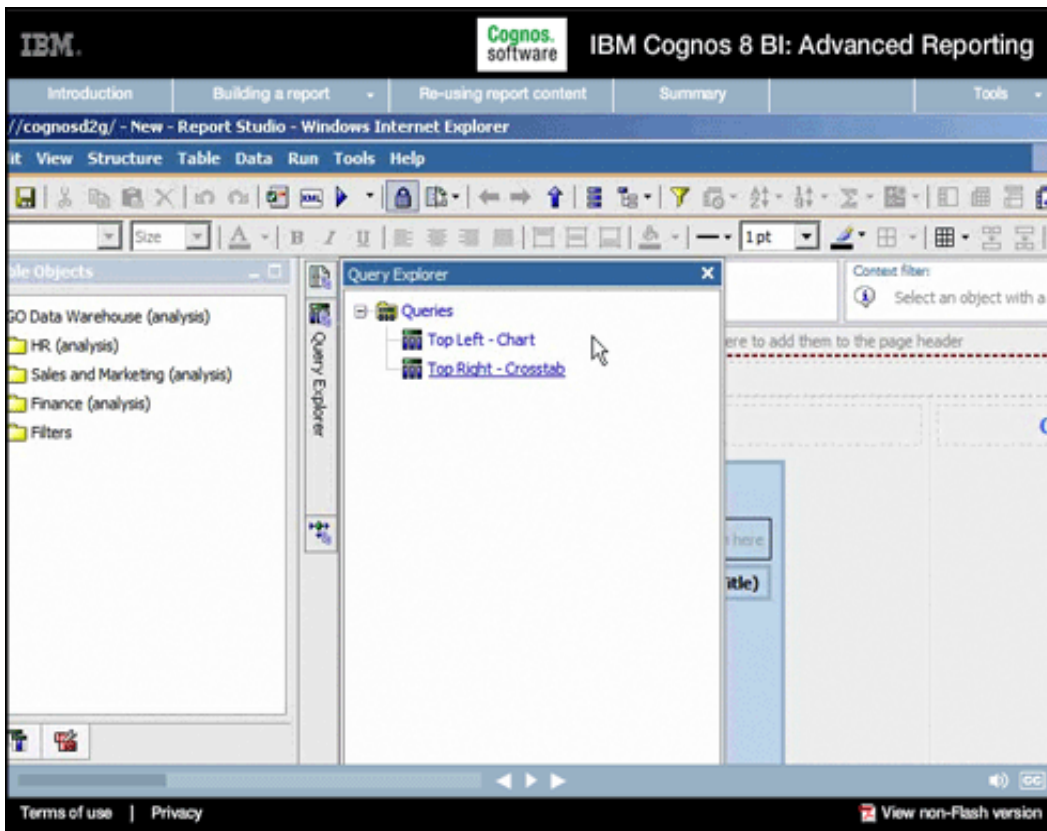 IBM.
Cognos.
software
IBM Cognos 8 BI: Advanced Reporting
Introduction Building a report Re-using report content Summary Tools
//cognosd2g/ - New - Report Studio - Windows Internet Explorer
it View Structure Table Data Run Tools Help
Size A B I U 1pt
ble Objects
Query Explorer
Context filter:
Select an object with a
GO Data Warehouse (analysis)
HR (analysis)
Sales and Marketing (analysis)
Finance (analysis)
Filters
Query Explorer
Queries
Top Left - Chart
Top Right - Crosstab
ere to add them to the page header
here
itle)
CC
Terms of use | Privacy
View non-Flash version